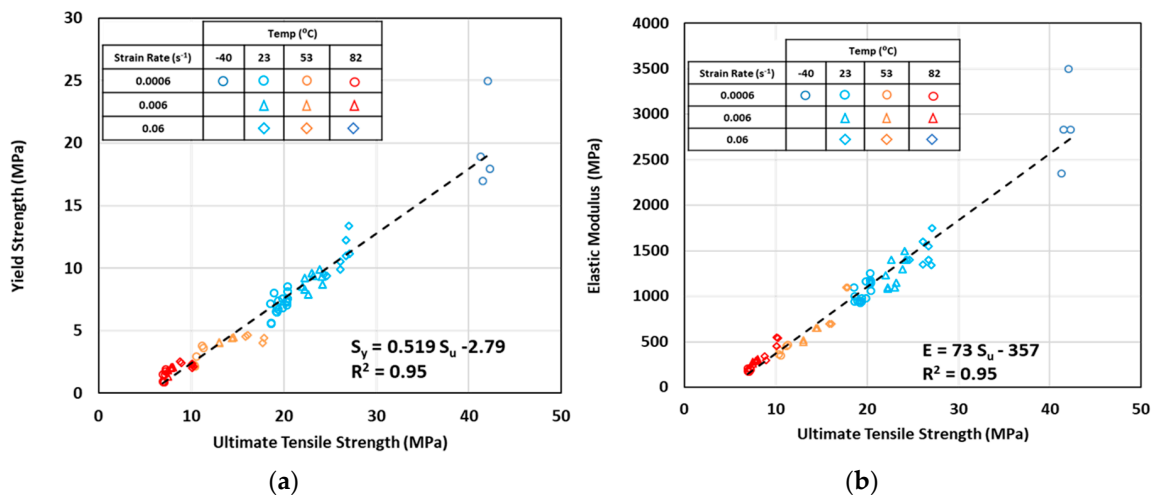 30
25
20
15
10
5
0
Yield Strength (MPa)
Temp (°C)
Strain Rate (s-1) -40 23 53 82
0.0006
0.006
0.06
Sy = 0.519 Su -2.79
R2 = 0.95
0 10 20 30 40 50
Ultimate Tensile Strength (MPa)
(a)
4000
3500
3000
2500
2000
1500
1000
500
0
Elastic Modulus (MPa)
Temp (°C)
Strain Rate (s-1) -40 23 53 82
0.0006
0.006
0.06
E = 73 Su - 357
R2 = 0.95
0 10 20 30 40 50
Ultimate Tensile Strength (MPa)
(b)